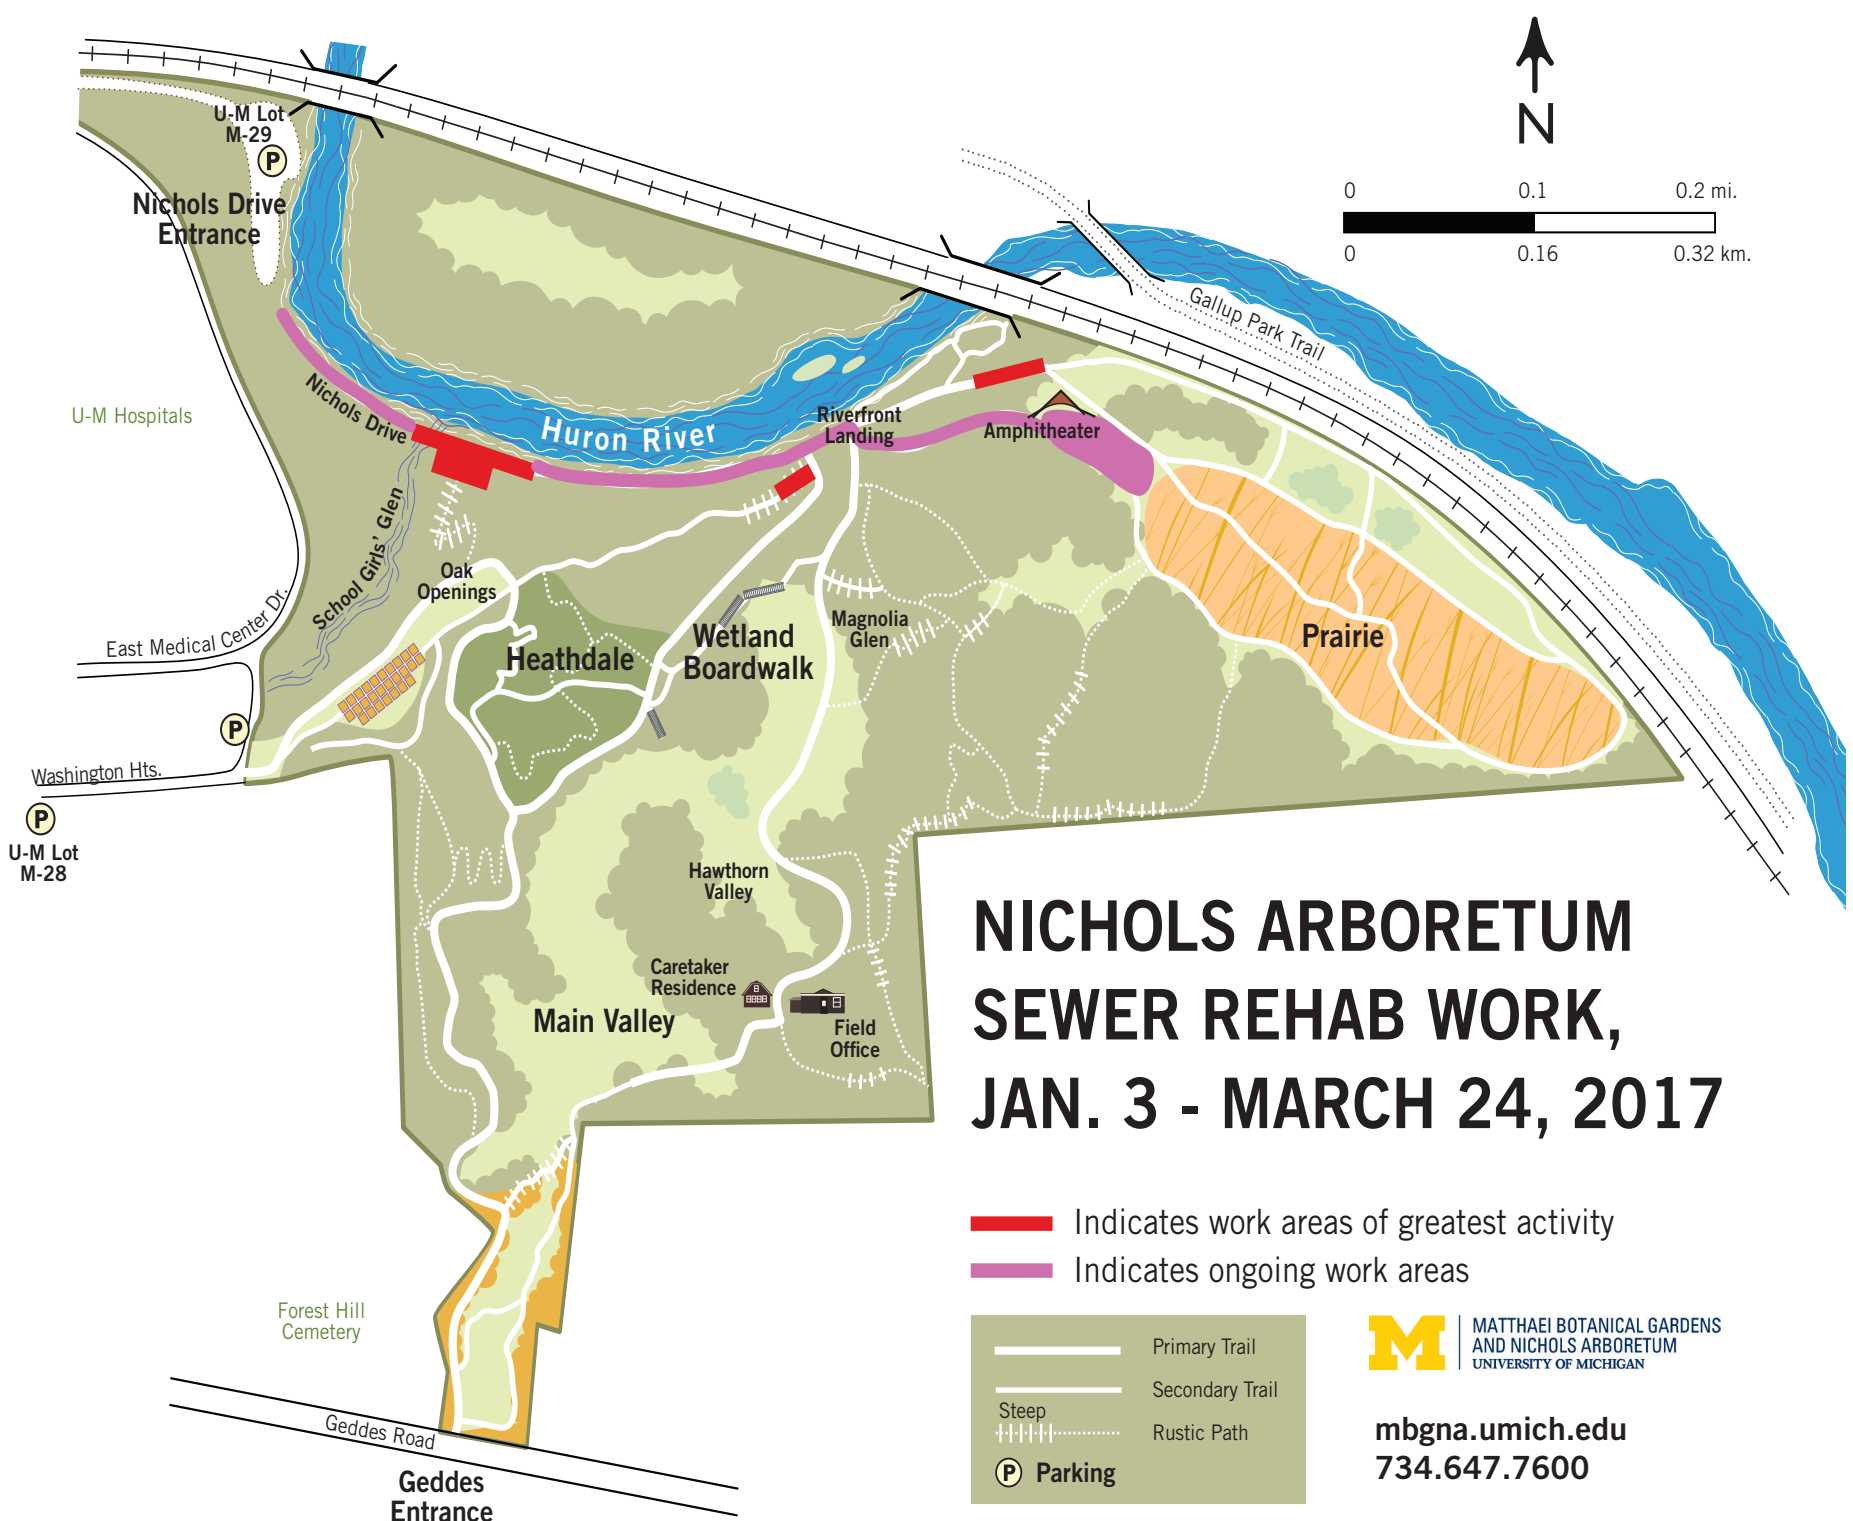 N
0 0.1 0.2 mi.
0 0.16 0.32 km.
U-M Lot
M-29
P
Nichols Drive
Entrance
Gallup Park Trail
U-M Hospitals
Nichols Drive
Huron River
Riverfront
Landing
Amphitheater
School Girls' Glen
Oak
Openings
East Medical Center Dr.
Heathdale
Wetland
Boardwalk
Magnolia
Glen
Prairie
P
Washington Hts.
P
U-M Lot
M-28
Hawthorn
Valley
Caretaker
Residence
Main Valley
Field
Office
NICHOLS ARBORETUM
SEWER REHAB WORK,
JAN. 3 - MARCH 24, 2017
Indicates work areas of greatest activity
Indicates ongoing work areas
Forest Hill
Cemetery
Geddes Road
Geddes
Entrance
Primary Trail
Secondary Trail
Steep
Rustic Path
P Parking
M
MATTHAEI BOTANICAL GARDENS
AND NICHOLS ARBORETUM
UNIVERSITY OF MICHIGAN
mbgna.umich.edu
734.647.7600